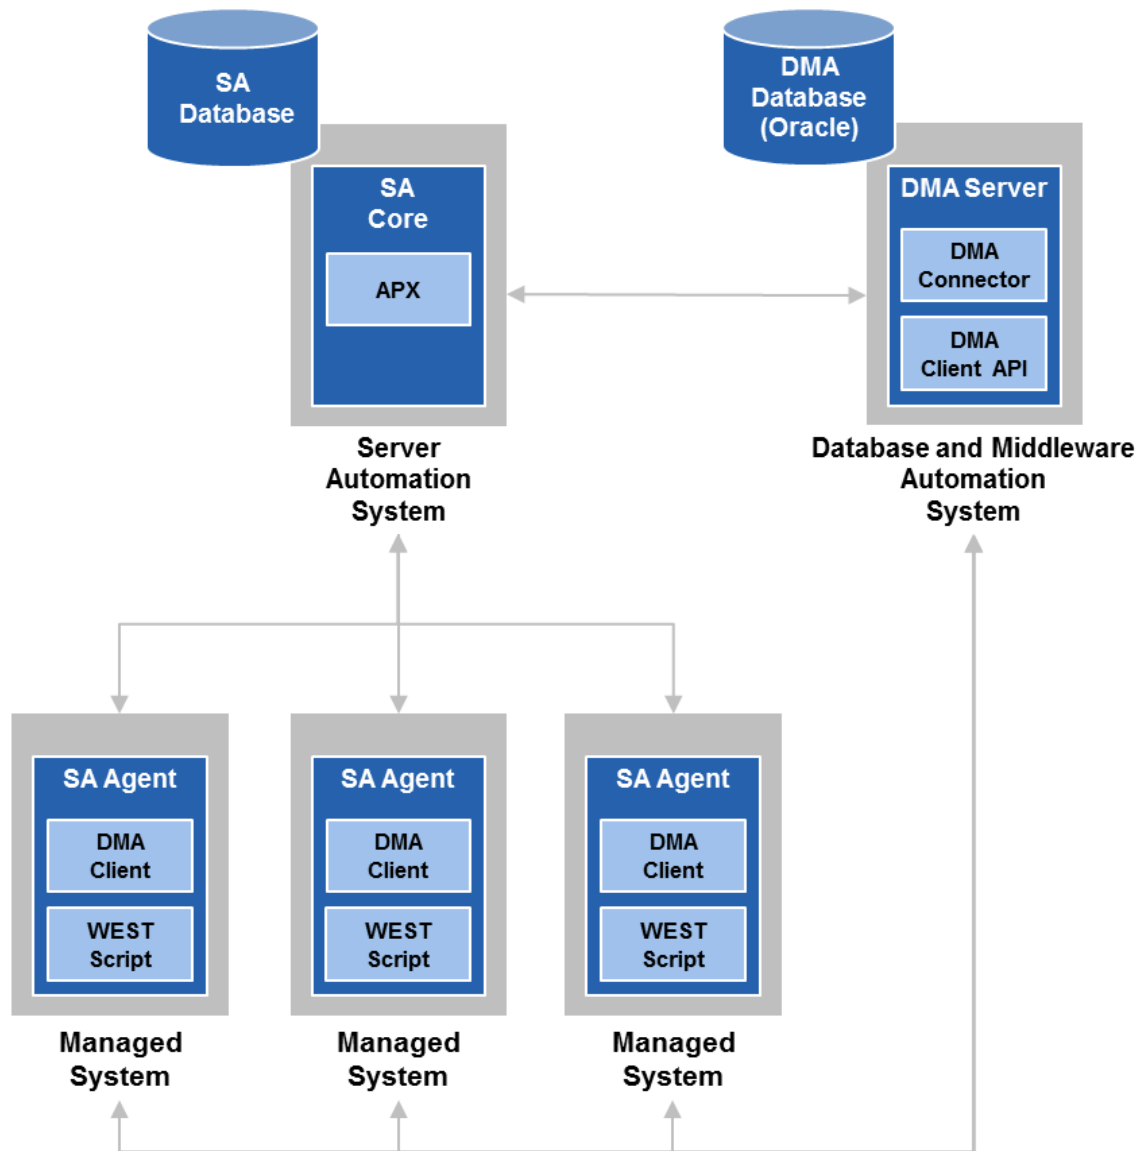 SA
Database
DMA
Database
(Oracle)
SA
Core
APX
DMA Server
DMA
Connector
DMA
Client API
Server
Automation
System
Database and Middleware
Automation
System
SA Agent
DMA
Client
WEST
Script
SA Agent
DMA
Client
WEST
Script
SA Agent
DMA
Client
WEST
Script
Managed
System
Managed
System
Managed
System